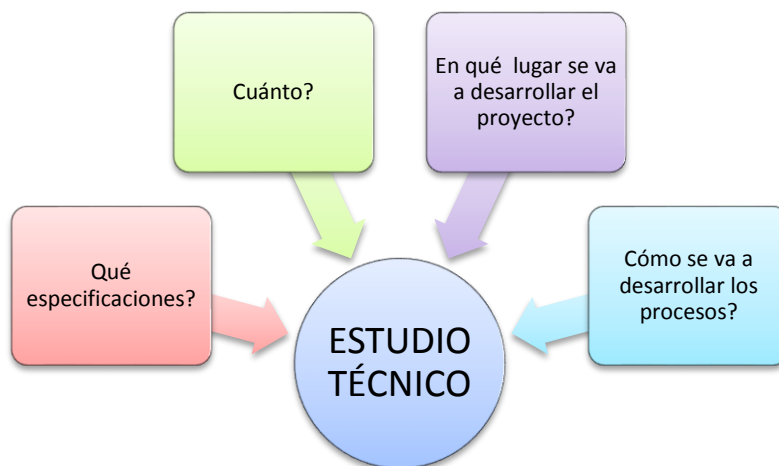 Qué
especificaciones?
Cuánto?
En qué lugar se va
a desarrollar el
proyecto?
Cómo se va a
desarrollar los
procesos?
ESTUDIO
TÉCNICO